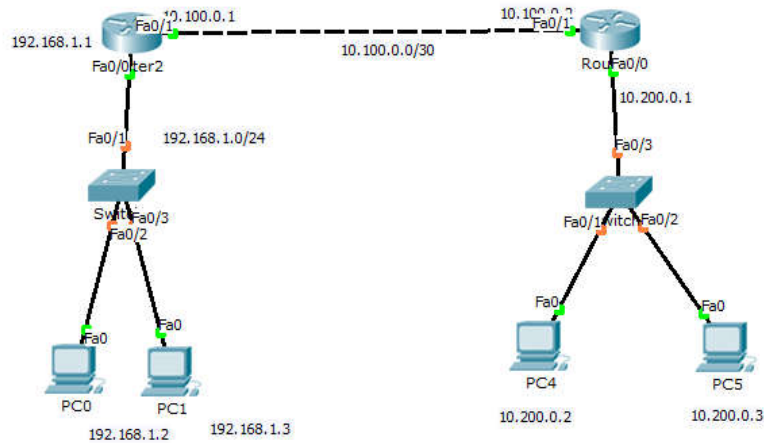 10.100.0.1
Fa0/1
192.168.1.1
Fa0/1
10.100.0.0/30
Fa0/0
Fa0/0
10.200.0.1
Fa0/1
192.168.1.0/24
Fa0/3
Fa0/3
Fa0/2
Fa0/1
Fa0/2
Fa0
Fa0
Fa0
Fa0
PC0
PC1
PC4
PC5
192.168.1.2
192.168.1.3
10.200.0.2
10.200.0.3